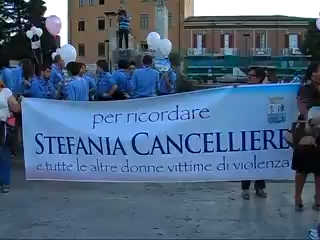 per ricordare
STEFANIA CANCELLIERE
e tutte le altre donne vittime di violenza